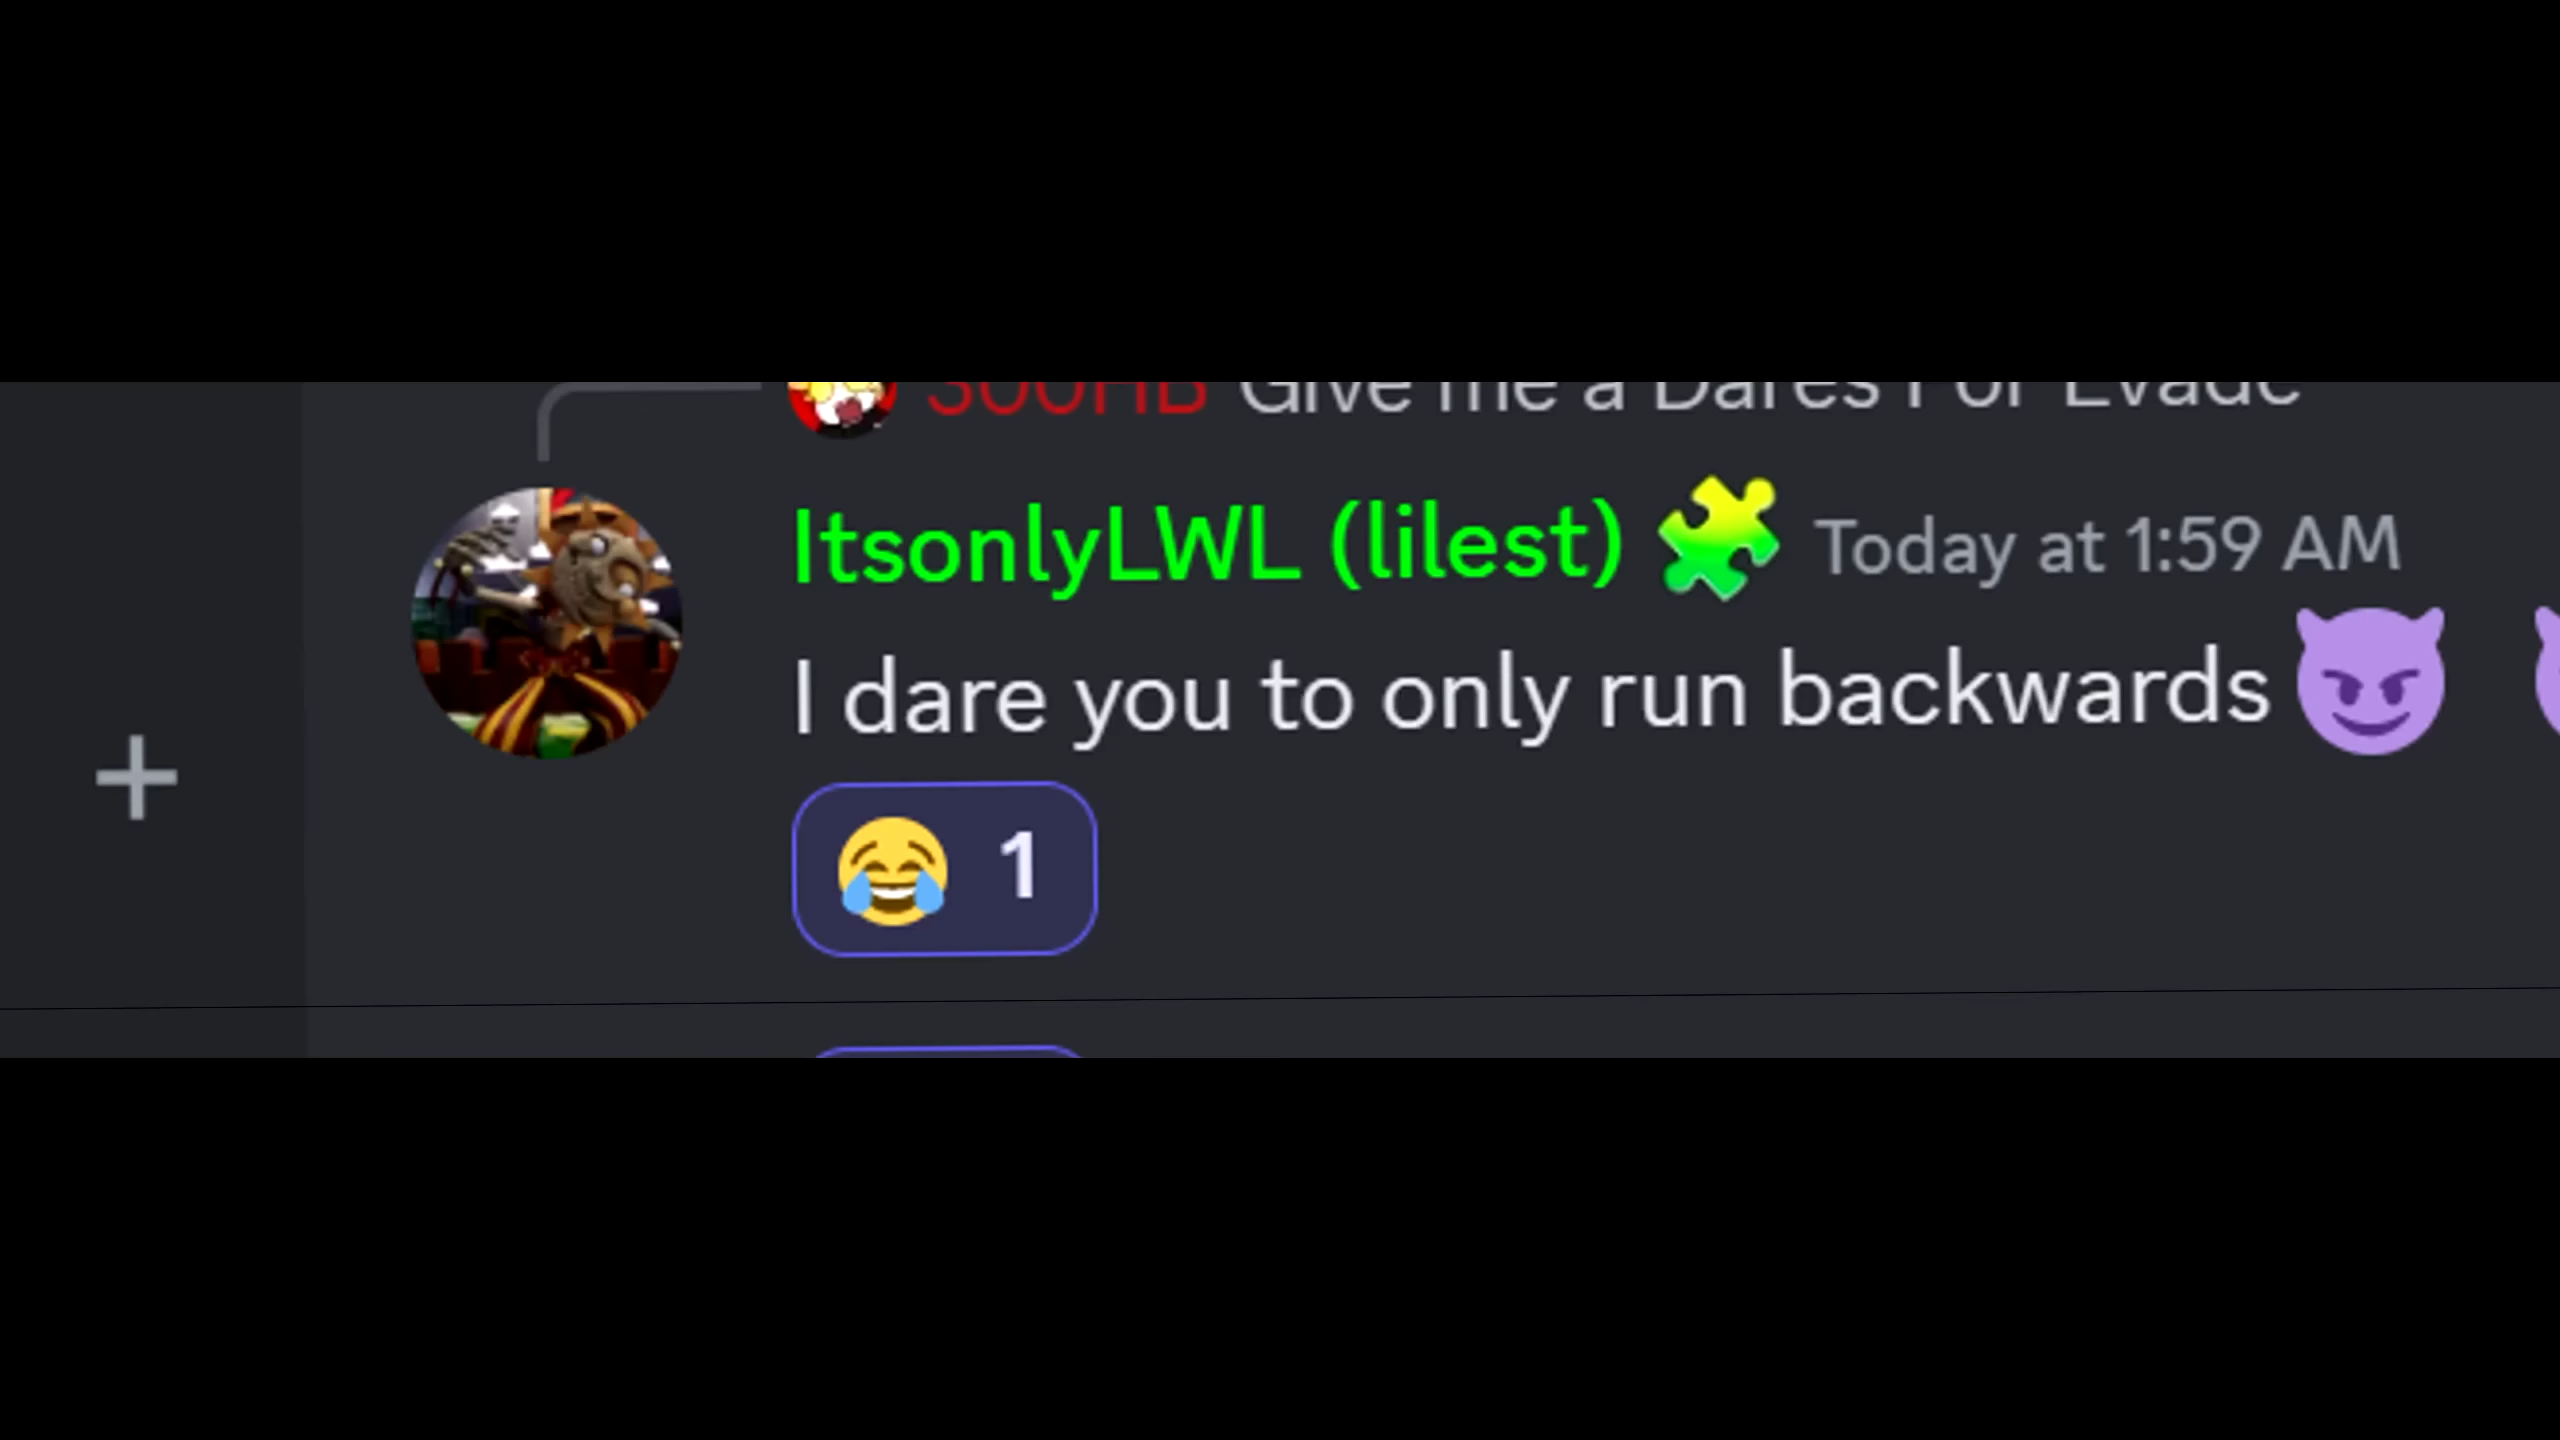 300HB Give me a Dares For Evade
ItsonlyLWL (lilest) Today at 1:59 AM
I dare you to only run backwards
1